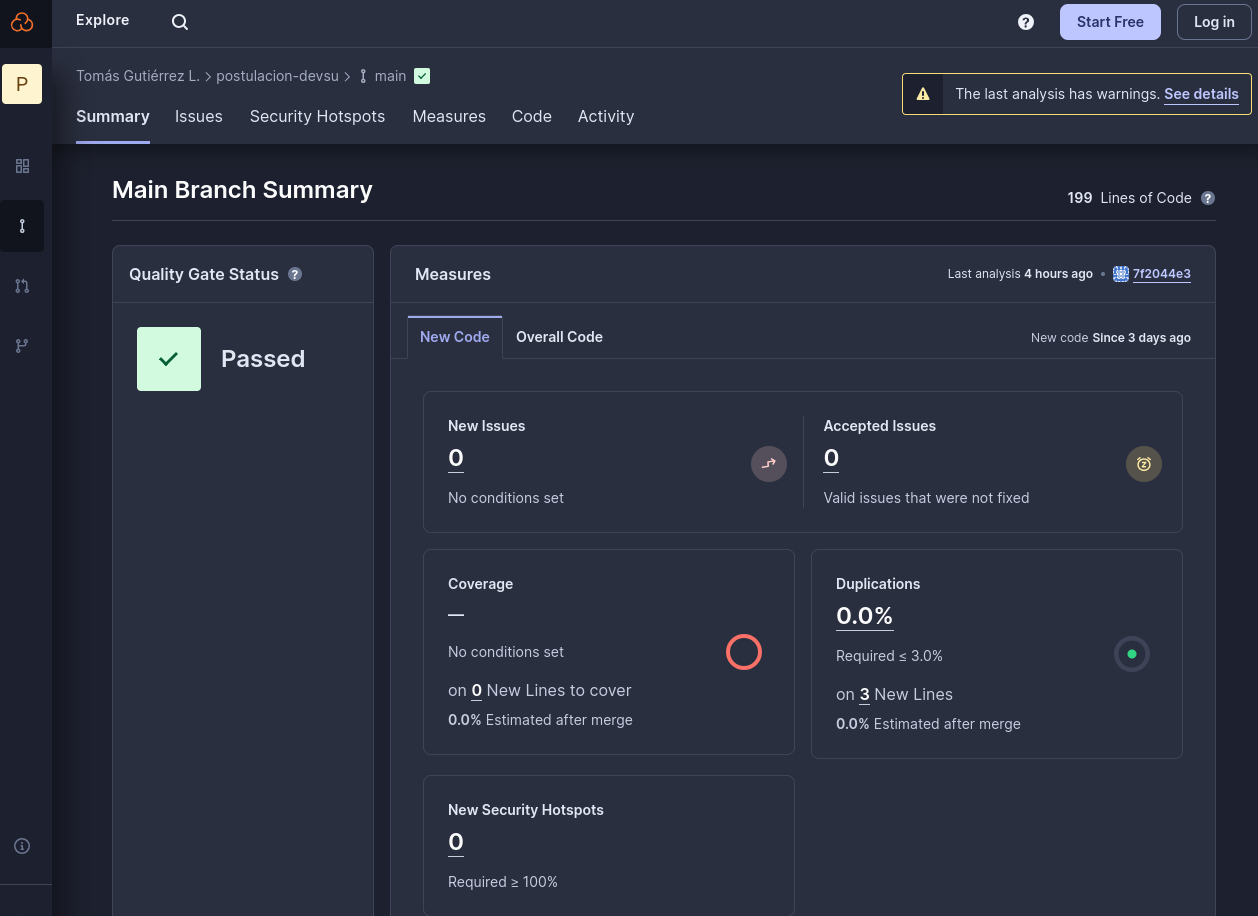 Explore
Start Free
Log in
P
Tomás Gutiérrez L. > postulacion-devsu > main
The last analysis has warnings. See details
Summary Issues Security Hotspots Measures Code Activity
Main Branch Summary
199 Lines of Code
Quality Gate Status
Passed
Measures
Last analysis 4 hours ago • 7f2044e3
New Code Overall Code
New code Since 3 days ago
New Issues
0
No conditions set
Accepted Issues
0
Valid issues that were not fixed
Coverage
—
No conditions set
on 0 New Lines to cover
0.0% Estimated after merge
Duplications
0.0%
Required ≤ 3.0%
on 3 New Lines
0.0% Estimated after merge
New Security Hotspots
0
Required ≥ 100%